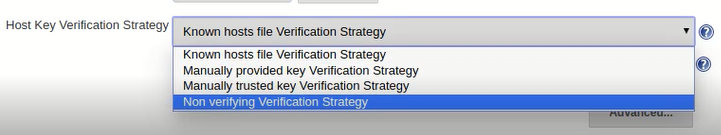 Host Key Verification Strategy
Known hosts file Verification Strategy
?
Known hosts file Verification Strategy
Manually provided key Verification Strategy
?
Manually trusted key Verification Strategy
Non verifying Verification Strategy
Advanced...